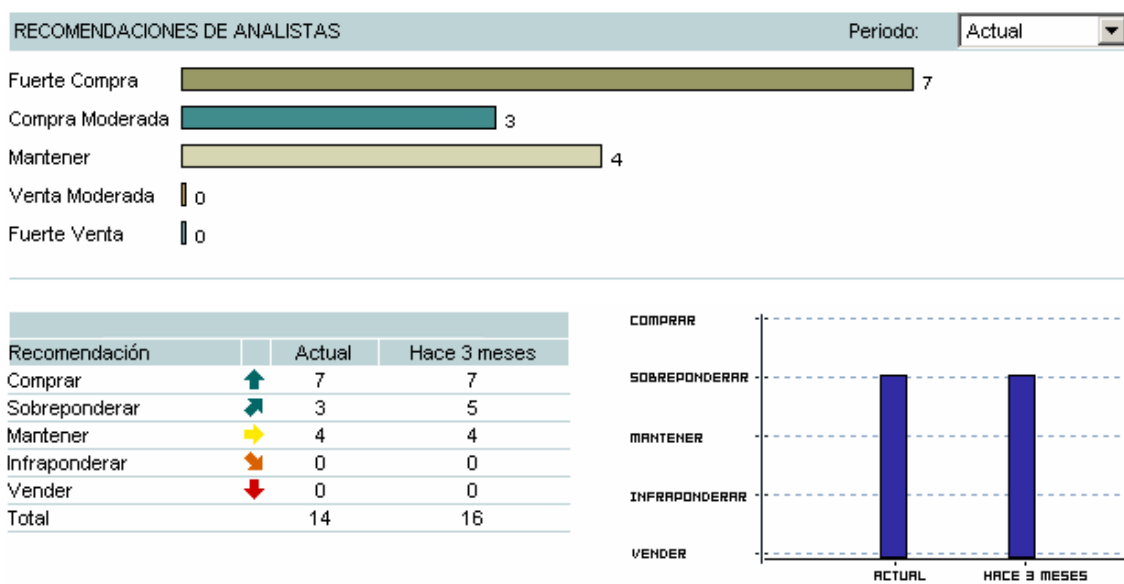 RECOMENDACIONES DE ANALISTAS Periodo: Actual
Fuerte Compra 7
Compra Moderada 3
Mantener 4
Venta Moderada 0
Fuerte Venta 0
Recomendación Actual Hace 3 meses
Comprar 7 7
Sobreponderar 3 5
Mantener 4 4
Infraponderar 0 0
Vender 0 0
Total 14 16
COMPRAR
SOBREPONDERAR
MANTENER
INFRAPONDERAR
VENDER
ACTUAL HACE 3 MESES